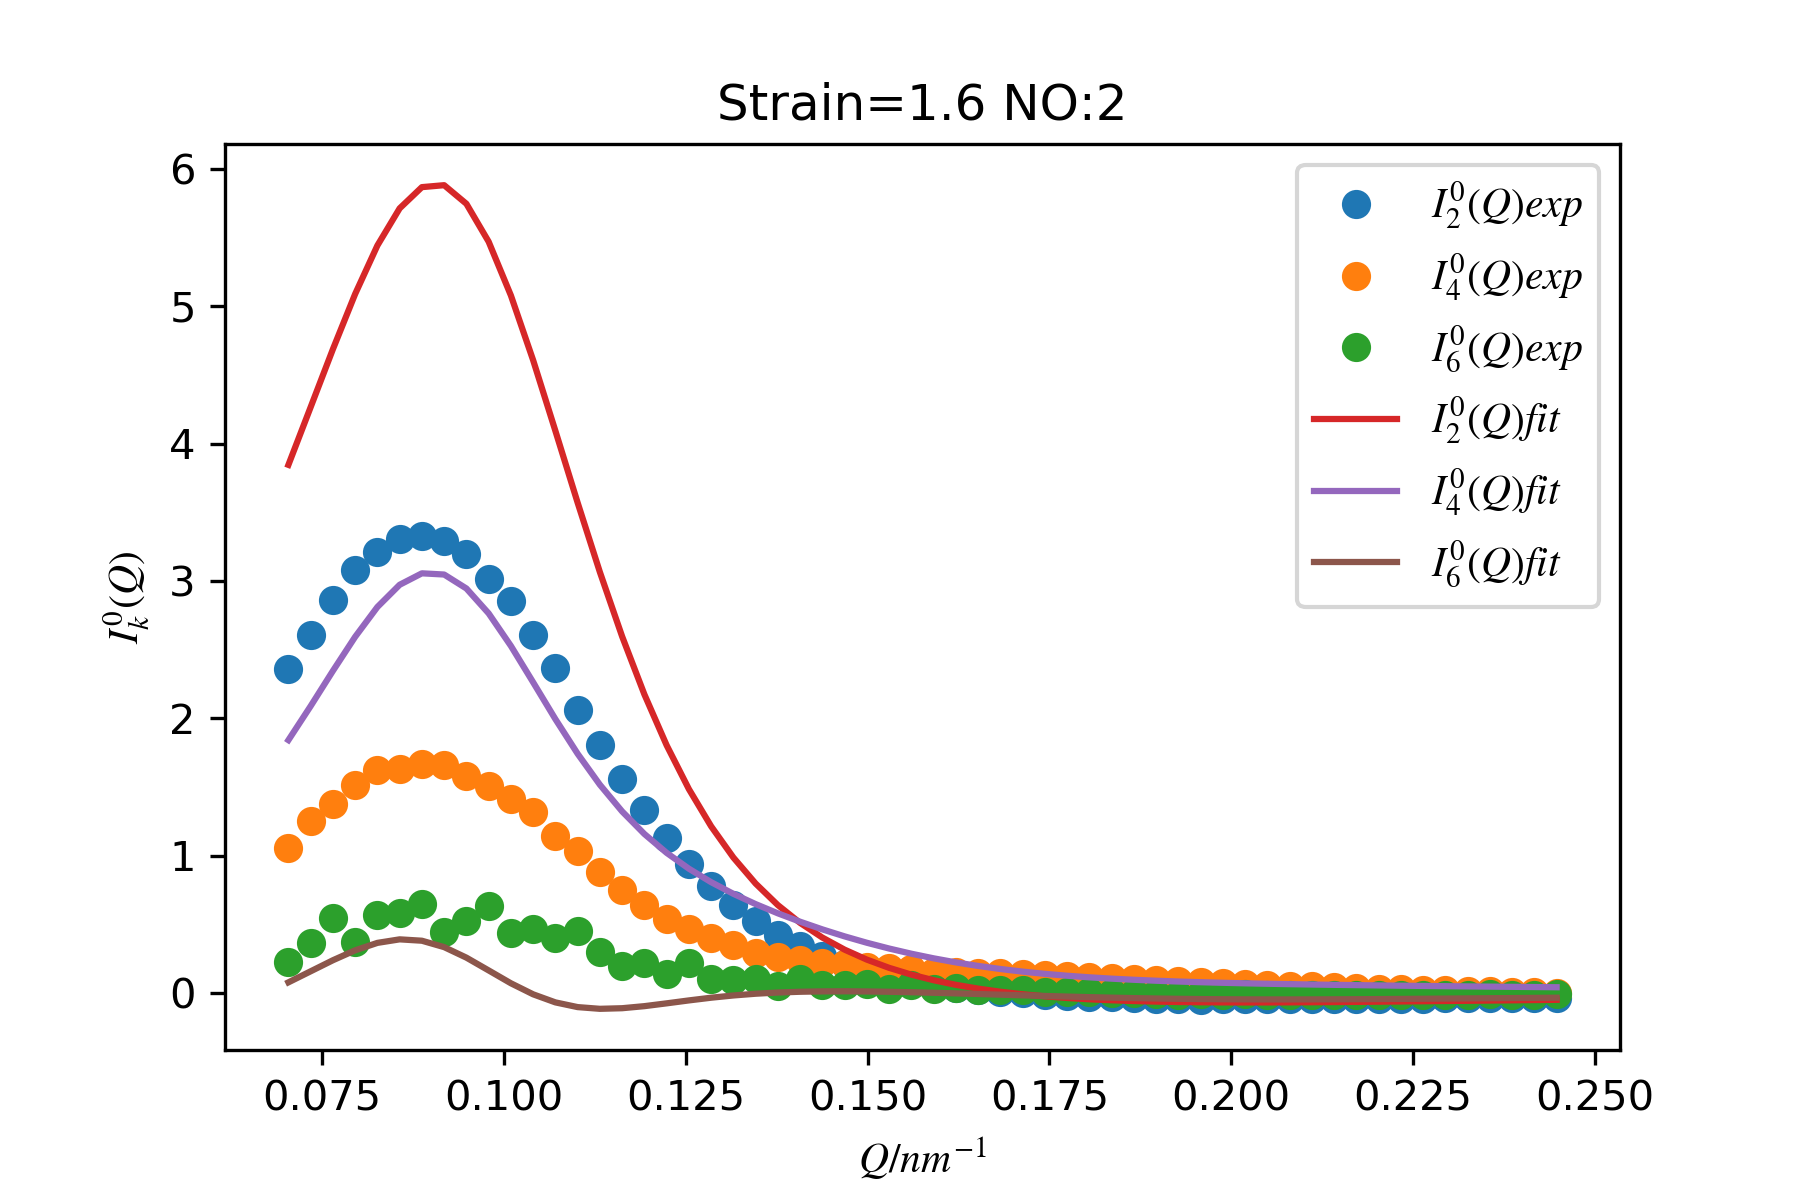 Strain=1.6 NO:2
6
5
4
3
2
1
0
I_k^0(Q)
I_2^0(Q)exp
I_4^0(Q)exp
I_6^0(Q)exp
I_2^0(Q)fit
I_4^0(Q)fit
I_6^0(Q)fit
0.075 0.100 0.125 0.150 0.175 0.200 0.225 0.250
Q/nm^{-1}